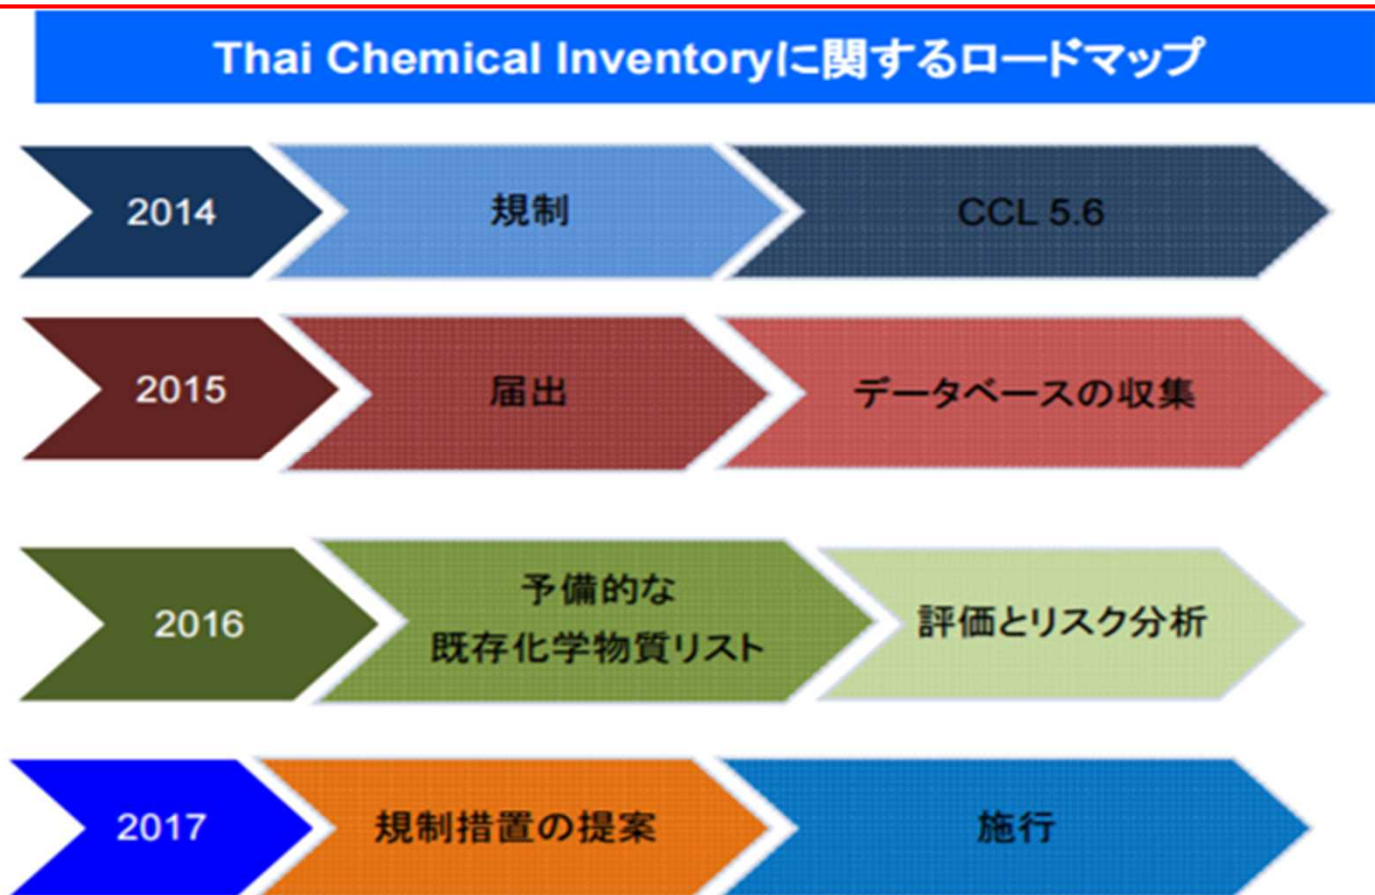 Thai Chemical Inventoryに関するロードマップ
2014
規制
CCL 5.6
2015
届出
データベースの収集
2016
予備的な
既存化学物質リスト
評価とリスク分析
2017
規制措置の提案
施行